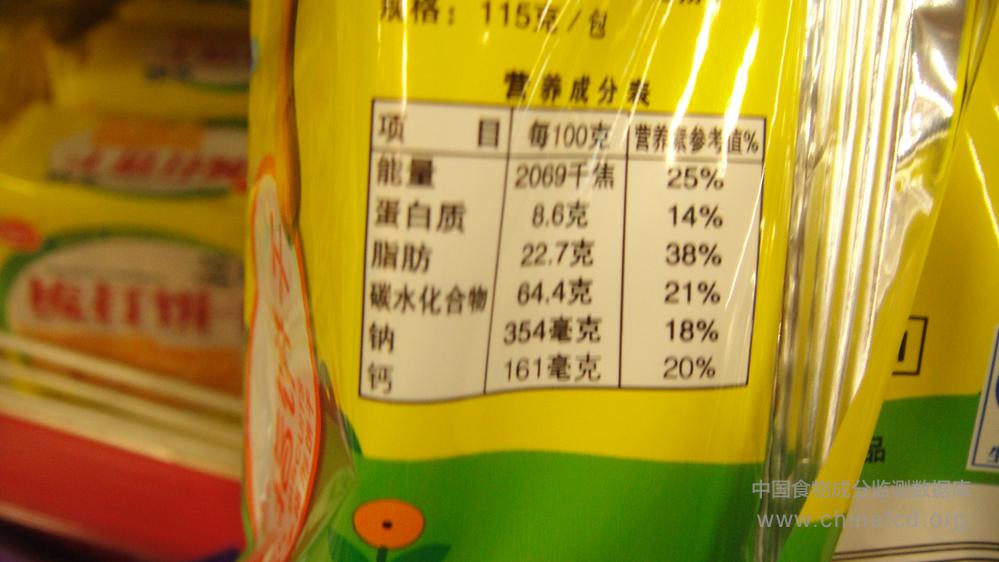 规格：115克/包
营养成分表
项目 每100克 营养素参考值%
能量 2069千焦 25%
蛋白质 8.6克 14%
脂肪 22.7克 38%
碳水化合物 64.4克 21%
钠 354毫克 18%
钙 161毫克 20%
梳打饼
品
中国食物成分监测数据库
www.chinafcd.org